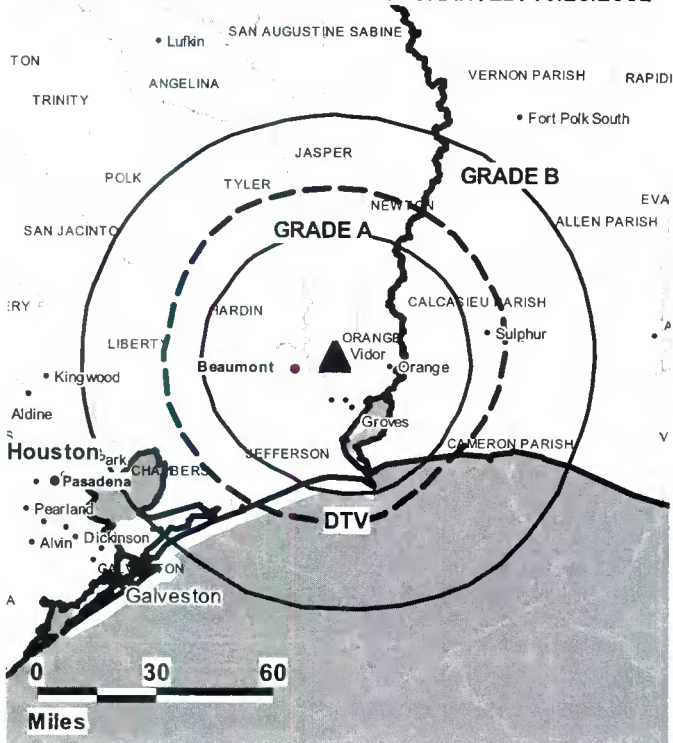 SAN AUGUSTINE SABINE
Lufkin
TON
VERNON PARISH RAPIDI
ANGELINA
TRINITY
Fort Polk South
JASPER
POLK
TYLER
GRADE B
NEWTON
EVA
ALLEN PARISH
SAN JACINTO
GRADE A
ERY
HARDIN
CALCASIEU PARISH
LIBERTY
ORANGE
Sulphur
A
Vidor
Beaumont
Orange
Kingwood
Aldine
Groves
S
Houston
Park
JEFFERSON
CAMERON PARISH
V
CHAMBERS
Pasadena
Pearland
DTV
Alvin
Dickinson
GALVESTON
A
Galveston
0 30 60
Miles